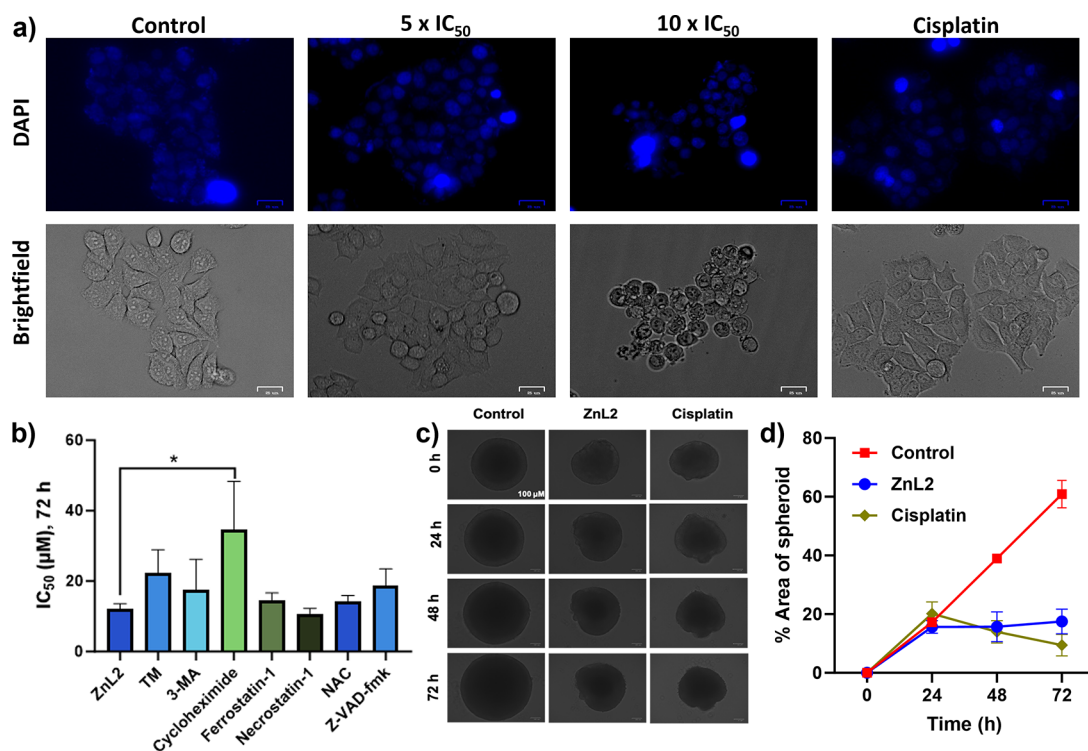 a)
Control
5 x IC50
10 x IC50
Cisplatin
DAPI
Brightfield
b)
60
40
20
0
IC50 (µM), 72 h
*
ZnL2
TM
3-MA
Cycloheximide
Ferrostatin-1
Necrostatin-1
NAC
Z-VAD-fmk
c)
Control
ZnL2
Cisplatin
0 h
100 µM
24 h
48 h
72 h
d)
80
60
40
20
0
% Area of spheroid
Control
ZnL2
Cisplatin
0
24
48
72
Time (h)